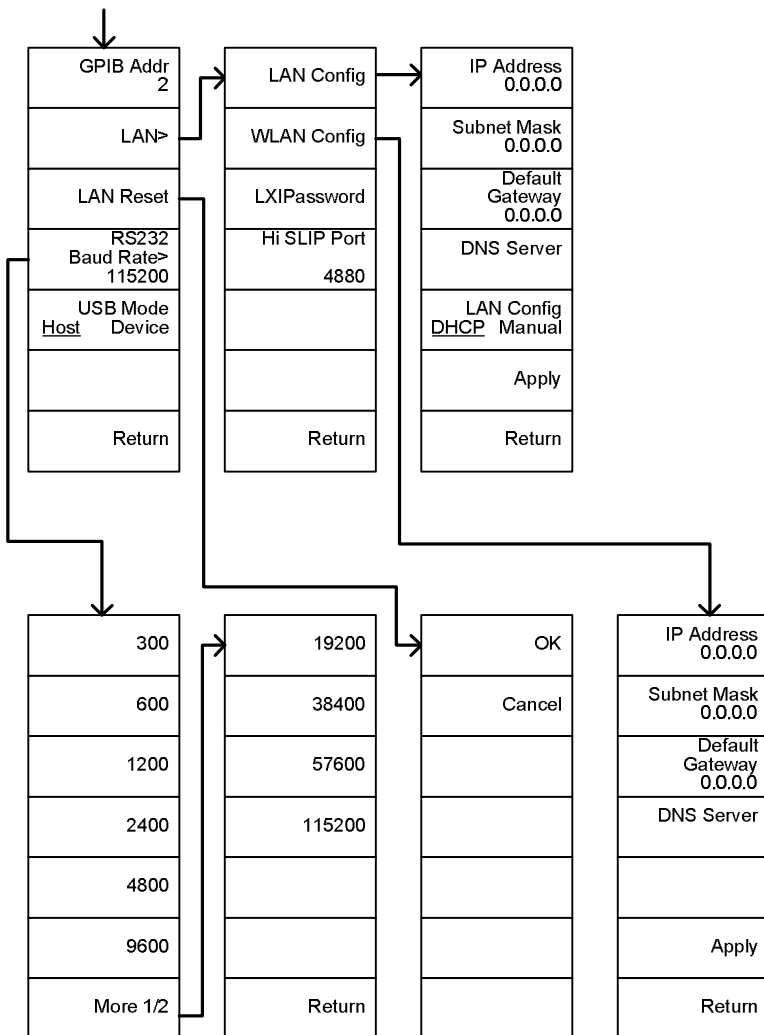 GPIB Addr
2
LAN>
LAN Reset
RS232
Baud Rate>
115200
USB Mode
Host Device
Return
LAN Config
WLAN Config
LXIPassword
Hi SLIP Port
4880
Return
IP Address
0.0.0.0
Subnet Mask
0.0.0.0
Default
Gateway
0.0.0.0
DNS Server
LAN Config
DHCP Manual
Apply
Return
300
600
1200
2400
4800
9600
More 1/2
19200
38400
57600
115200
Return
OK
Cancel
IP Address
0.0.0.0
Subnet Mask
0.0.0.0
Default
Gateway
0.0.0.0
DNS Server
Apply
Return